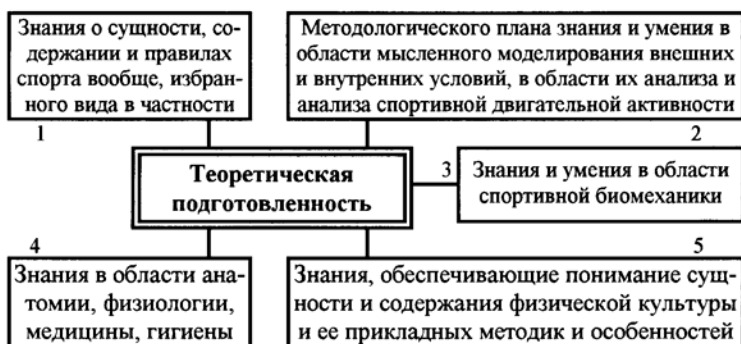 Знания о сущности, со-
держании и правилах
спорта вообще, избран-
ного вида в частности
1
Методологического плана знания и умения в
области мысленного моделирования внешних
и внутренних условий, в области их анализа и
анализа спортивной двигательной активности
2
Теоретическая
подготовленность
3
Знания и умения в области
спортивной биомеханики
4
Знания в области ана-
томии, физиологии,
медицины, гигиены
5
Знания, обеспечивающие понимание сущ-
ности и содержания физической культуры
и ее прикладных методик и особенностей